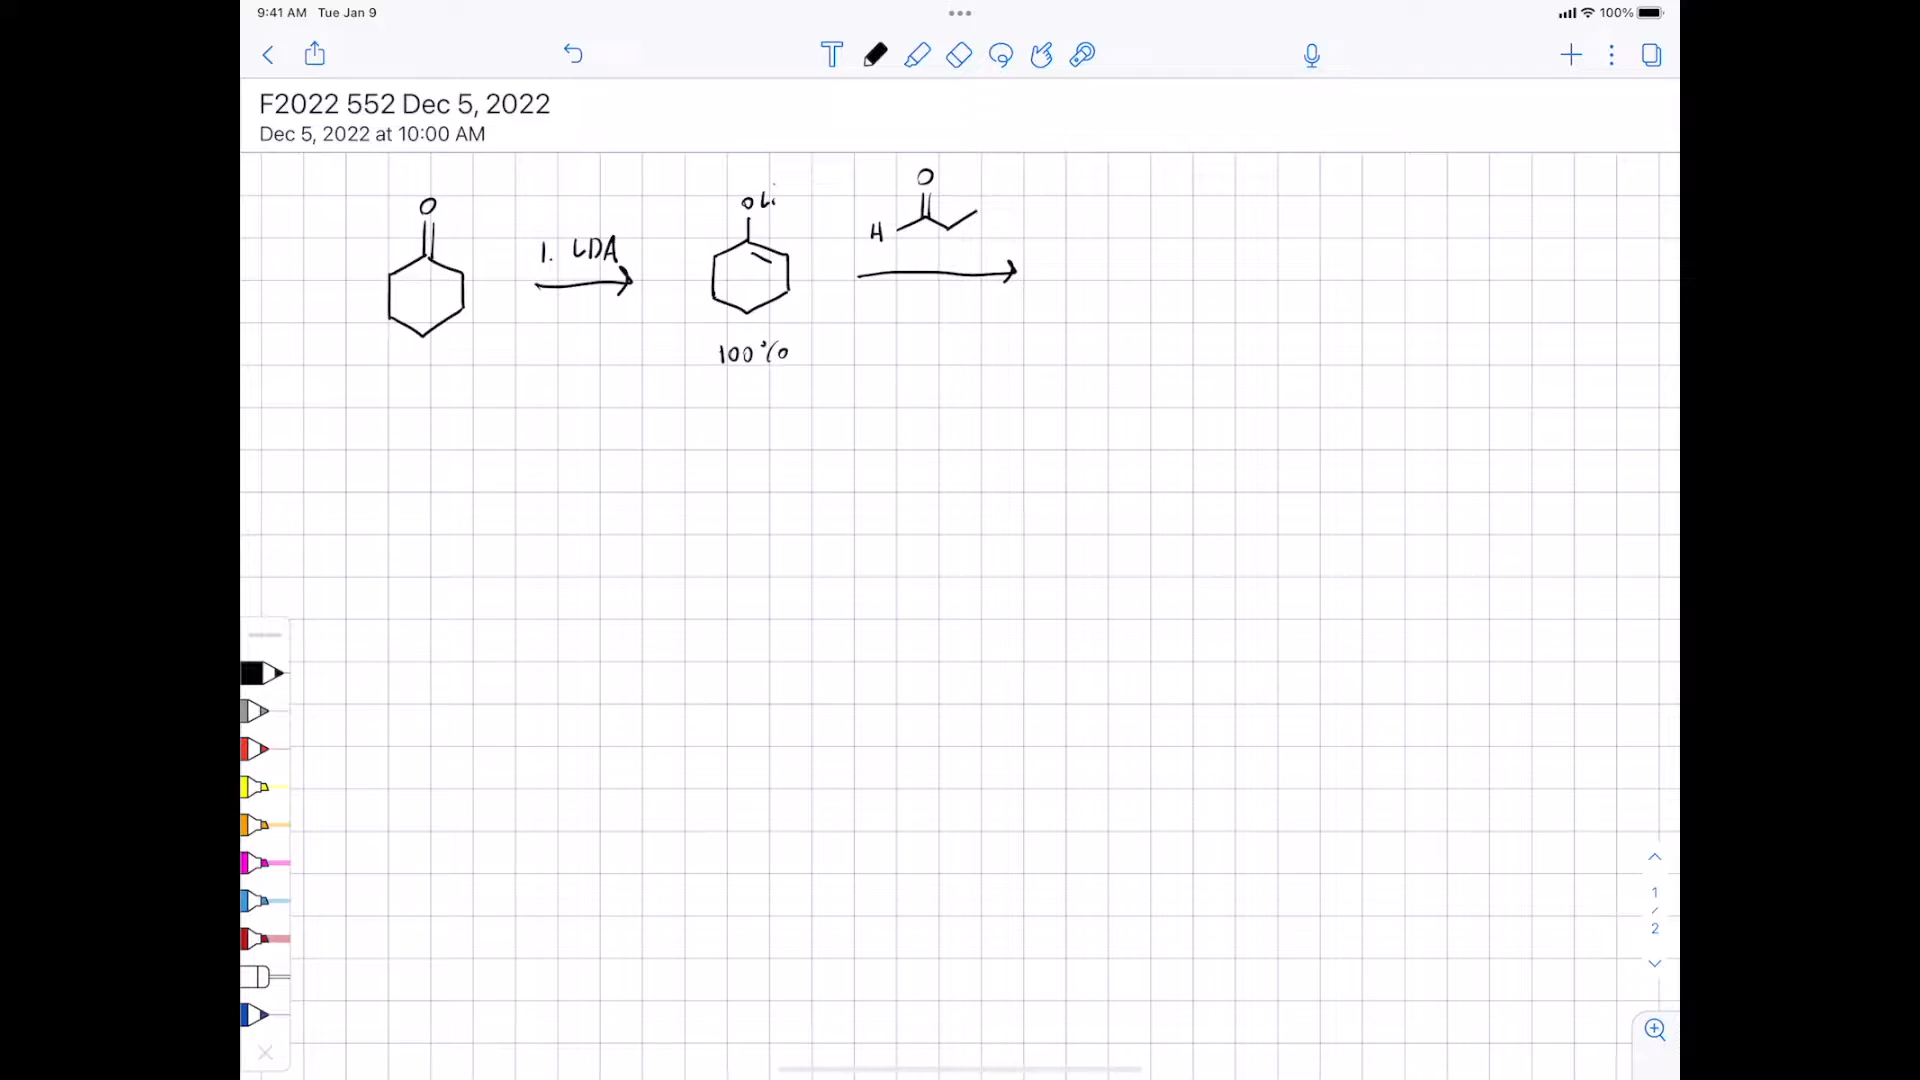 9:41 AM Tue Jan 9
100%
T
F2022 552 Dec 5, 2022
Dec 5, 2022 at 10:00 AM
O
1. LDA
OLi
100%
O
H
1
/
2